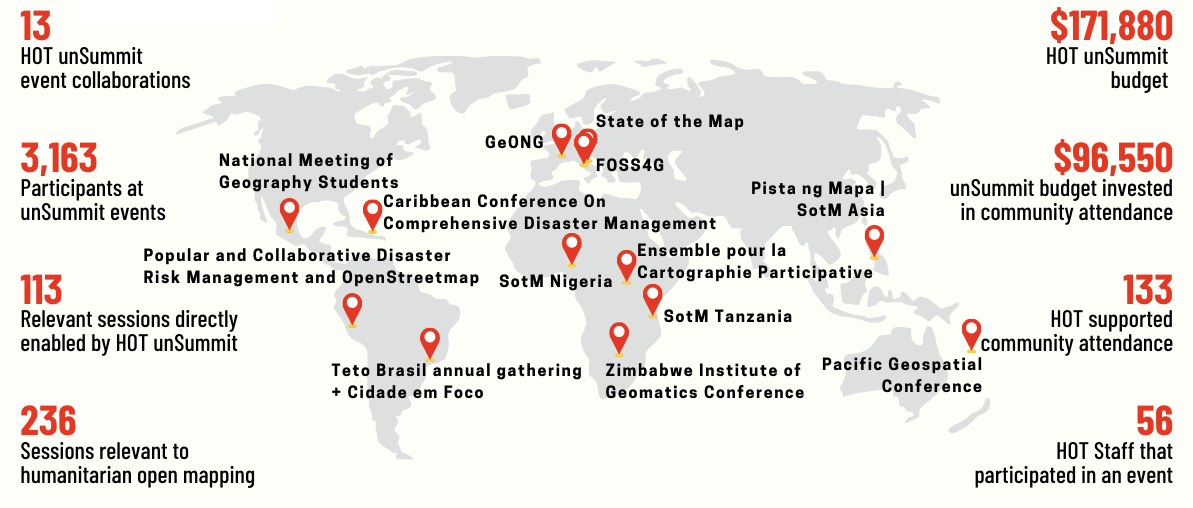 13
HOT unSummit
event collaborations
3,163
Participants at
unSummit events
113
Relevant sessions directly
enabled by HOT unSummit
236
Sessions relevant to
humanitarian open mapping
GeONG
State of the Map
FOSS4G
National Meeting of
Geography Students
Caribbean Conference On
Comprehensive Disaster Management
Pista ng Mapa |
SotM Asia
Popular and Collaborative Disaster
Risk Management and OpenStreetmap
SotM Nigeria
Ensemble pour la
Cartographie Participative
SotM Tanzania
Teto Brasil annual gathering
+ Cidade em Foco
Zimbabwe Institute of
Geomatics Conference
Pacific Geospatial
Conference
$171,880
HOT unSummit
budget
$96,550
unSummit budget invested
in community attendance
133
HOT supported
community attendance
56
HOT Staff that
participated in an event